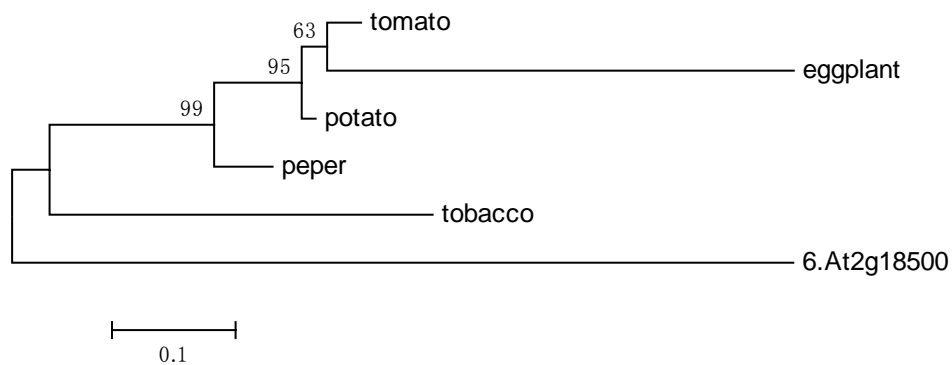 tomato
63
eggplant
95
potato
99
peper
tobacco
6.At2g18500
0.1